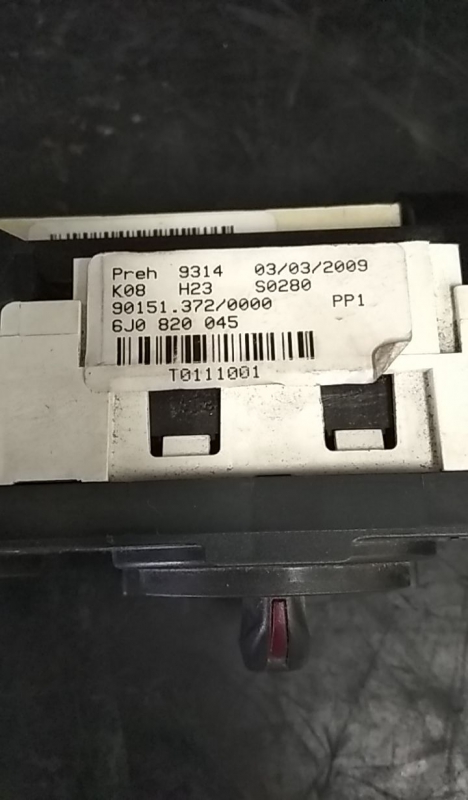 Preh 9314 03/03/2009
K08 H23 S0280
90151.372/0000 PP1
6J0 820 045
T0111001